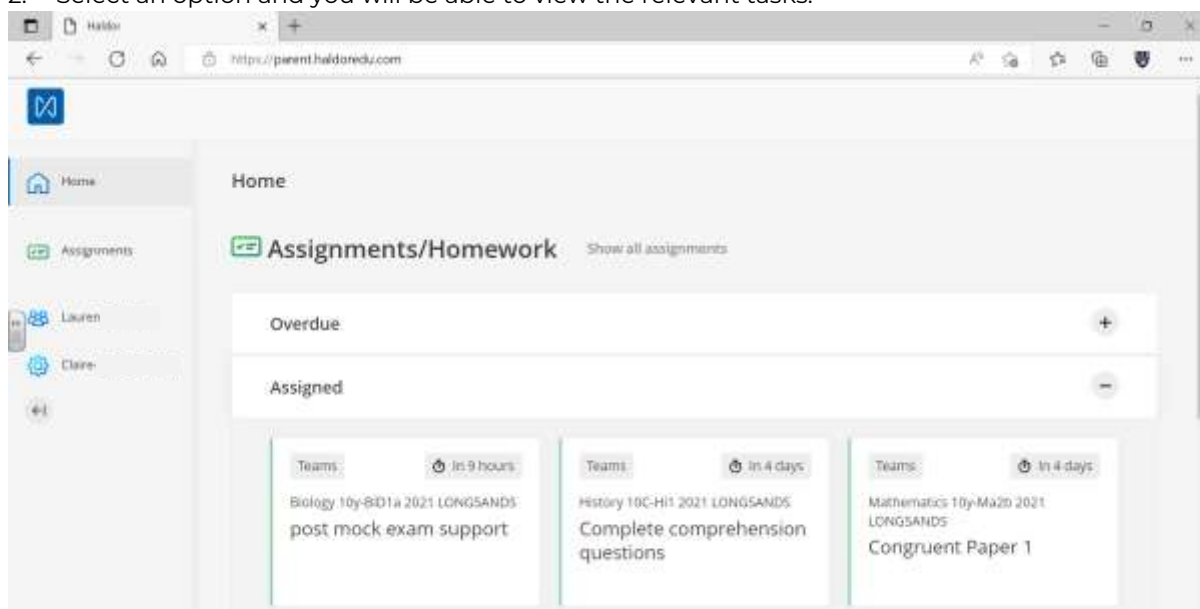 2. Select an option and you will be able to view the relevant tasks.
Haldor
https://parent.haldoredu.com
Home
Home
Assignments
Assignments/Homework Show all assignments
Lauren
Overdue
Claire
Assigned
Teams In 9 hours
Biology 10y-BiD1a 2021 LONGSANDS
post mock exam support
Teams In 4 days
History 10C-Hi1 2021 LONGSANDS
Complete comprehension
questions
Teams In 4 days
Mathematics 10y-Ma2b 2021
LONGSANDS
Congruent Paper 1